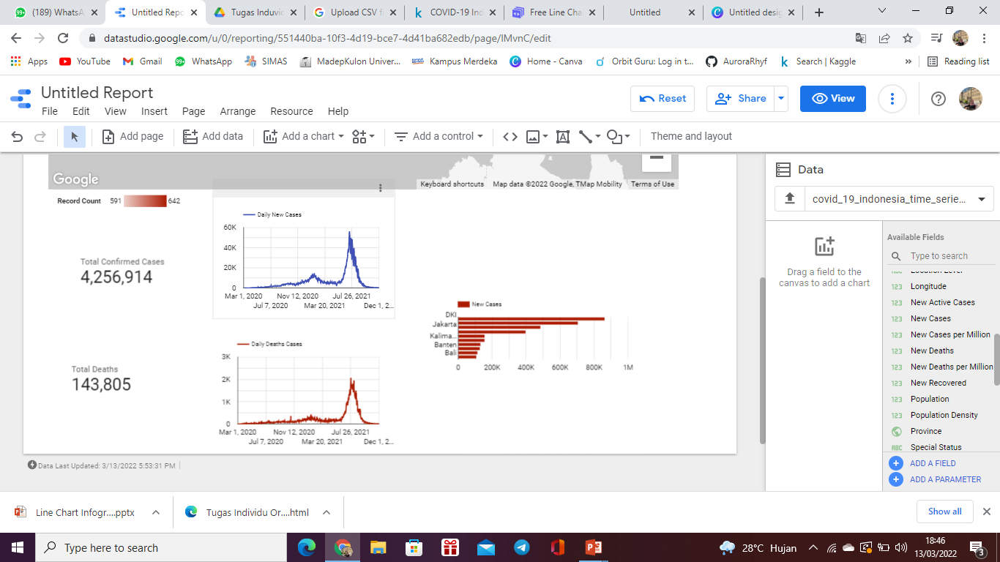 (189) WhatsA
Untitled Repo
Tugas Induvid
Upload CSV f
COVID-19 Ind
Free Line Cha
Untitled
Untitled desig
datastudio.google.com/u/0/reporting/551440ba-10f3-4d19-bce7-4d41ba682edb/page/lMvnC/edit
Apps
YouTube
Gmail
99+
WhatsApp
SIMAS
MadepKulon Univer...
Kampus Merdeka
Home - Canva
Orbit Guru: Log in t...
AuroraRhyf
Search | Kaggle
»
Reading list
Untitled Report
File Edit View Insert Page Arrange Resource Help
Reset
Share
View
Add page
Add data
Add a chart
Add a control
Theme and layout
Google
Keyboard shortcuts Map data ©2022 Google, TMap Mobility Terms of Use
Record Count 591 642
Total Confirmed Cases
4,256,914
Daily New Cases
60K
40K
20K
0
Mar 1, 2020 Nov 12, 2020 Jul 26, 2021
Jul 7, 2020 Mar 20, 2021 Dec 1, 2...
Total Deaths
143,805
Daily Deaths Cases
3K
2K
1K
0
Mar 1, 2020 Nov 12, 2020 Jul 26, 2021
Jul 7, 2020 Mar 20, 2021 Dec 1, 2...
New Cases
DKI
Jakarta
Kalima...
Banten
Bali
0 200K 400K 600K 800K 1M
Data Last Updated: 3/13/2022 5:53:31 PM
Data
covid_19_indonesia_time_serie...
Drag a field to the
canvas to add a chart
Available Fields
Type to search
ABC Location Level
123 Longitude
123 New Active Cases
123 New Cases
123 New Cases per Million
123 New Deaths
123 New Deaths per Million
123 New Recovered
123 Population
123 Population Density
Province
ABC Special Status
ADD A FIELD
ADD A PARAMETER
Line Chart Infogr....pptx
Tugas Individu Or....html
Show all
Type here to search
28°C Hujan
18:46
13/03/2022
3